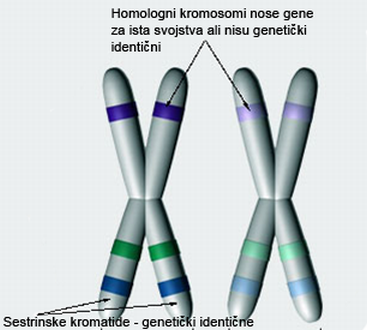 Homologni kromosomi nose gene
za ista svojstva ali nisu genetički
identični
Sestrinske kromatide - genetički identične